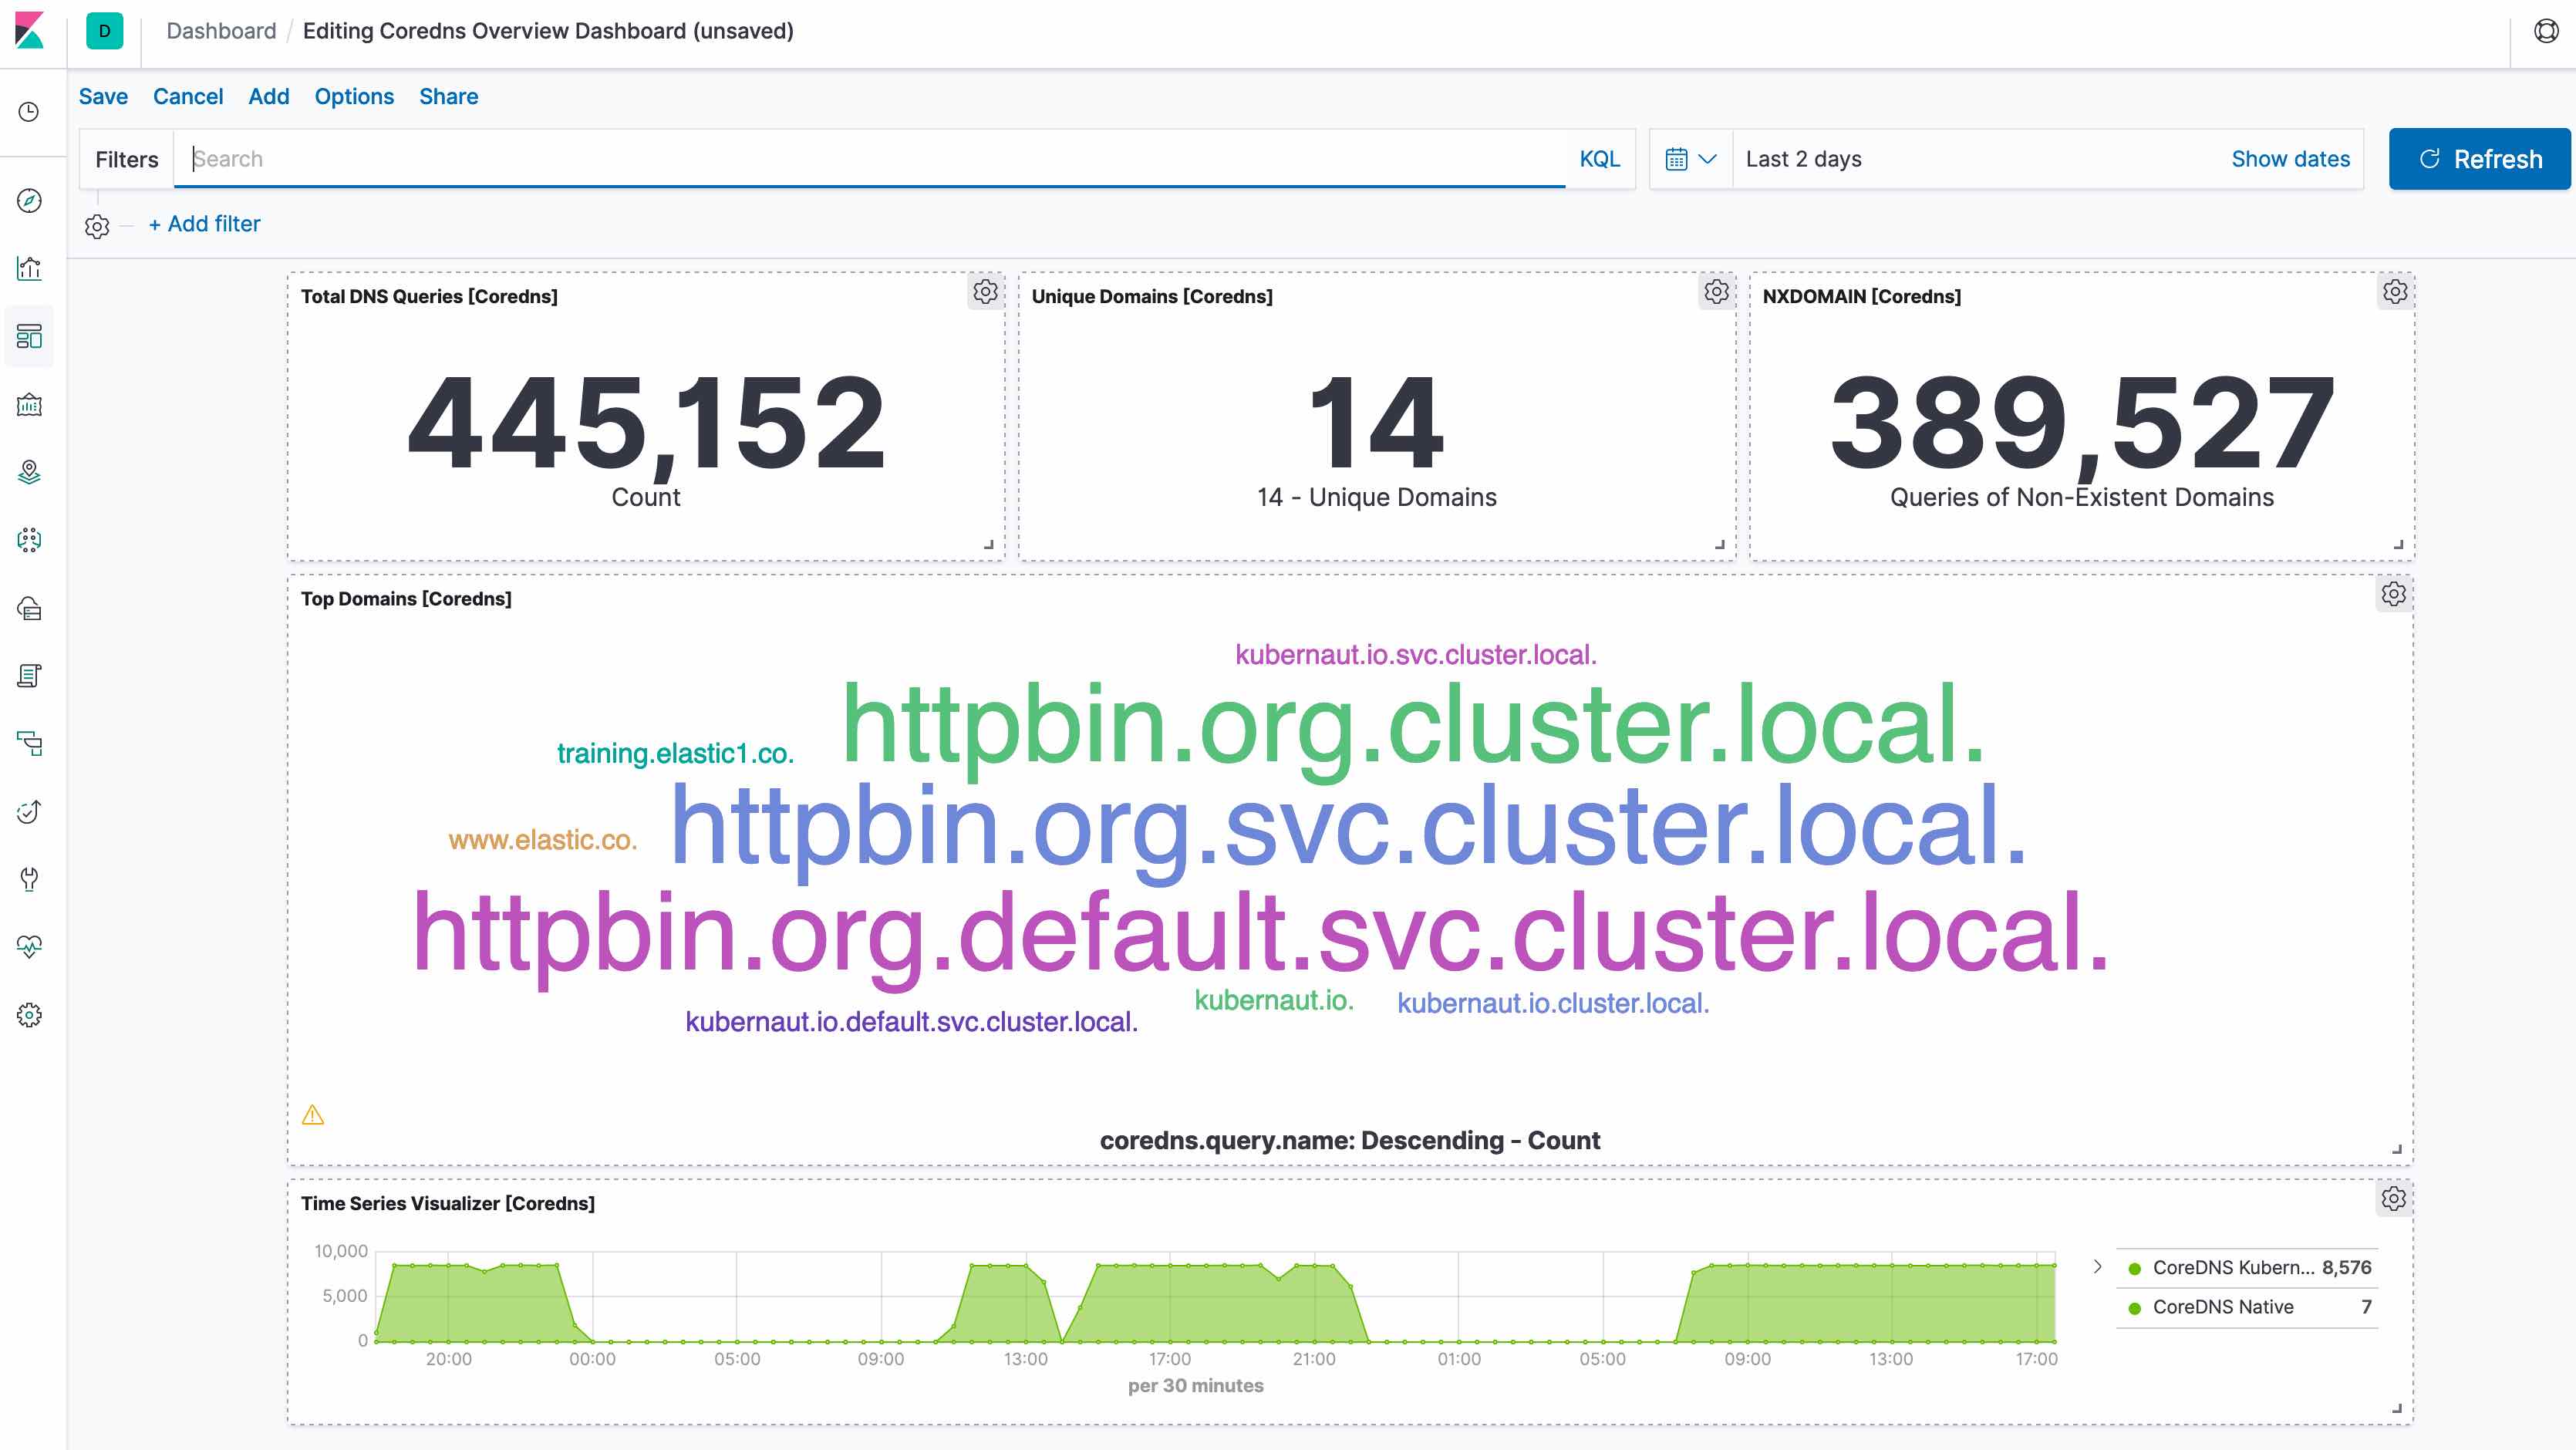 D Dashboard / Editing Coredns Overview Dashboard (unsaved)
Save Cancel Add Options Share
Filters Search KQL Last 2 days Show dates Refresh
+ Add filter
Total DNS Queries [Coredns]
445,152
Count
Unique Domains [Coredns]
14
14 - Unique Domains
NXDOMAIN [Coredns]
389,527
Queries of Non-Existent Domains
Top Domains [Coredns]
kubernaut.io.svc.cluster.local.
httpbin.org.cluster.local.
training.elastic1.co.
httpbin.org.svc.cluster.local.
www.elastic.co.
httpbin.org.default.svc.cluster.local.
kubernaut.io.
kubernaut.io.cluster.local.
kubernaut.io.default.svc.cluster.local.
coredns.query.name: Descending - Count
Time Series Visualizer [Coredns]
10,000
5,000
0
20:00 00:00 05:00 09:00 13:00 17:00 21:00 01:00 05:00 09:00 13:00 17:00
per 30 minutes
CoreDNS Kubern... 8,576
CoreDNS Native 7